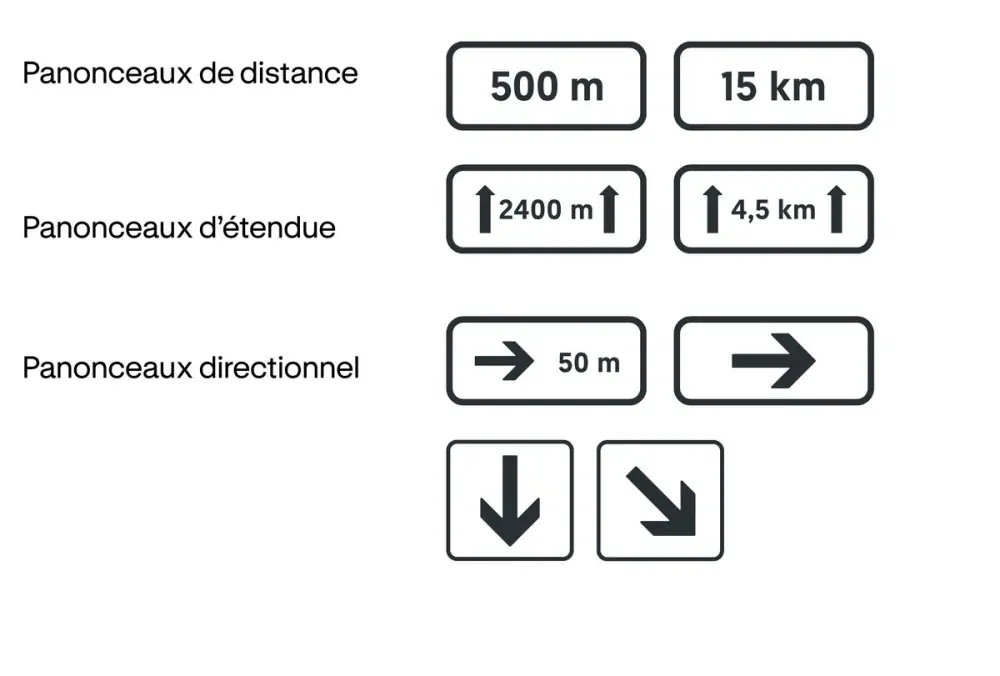 Panonceaux de distance
500 m
15 km
Panonceaux d’étendue
2400 m
4,5 km
Panonceaux directionnel
50 m